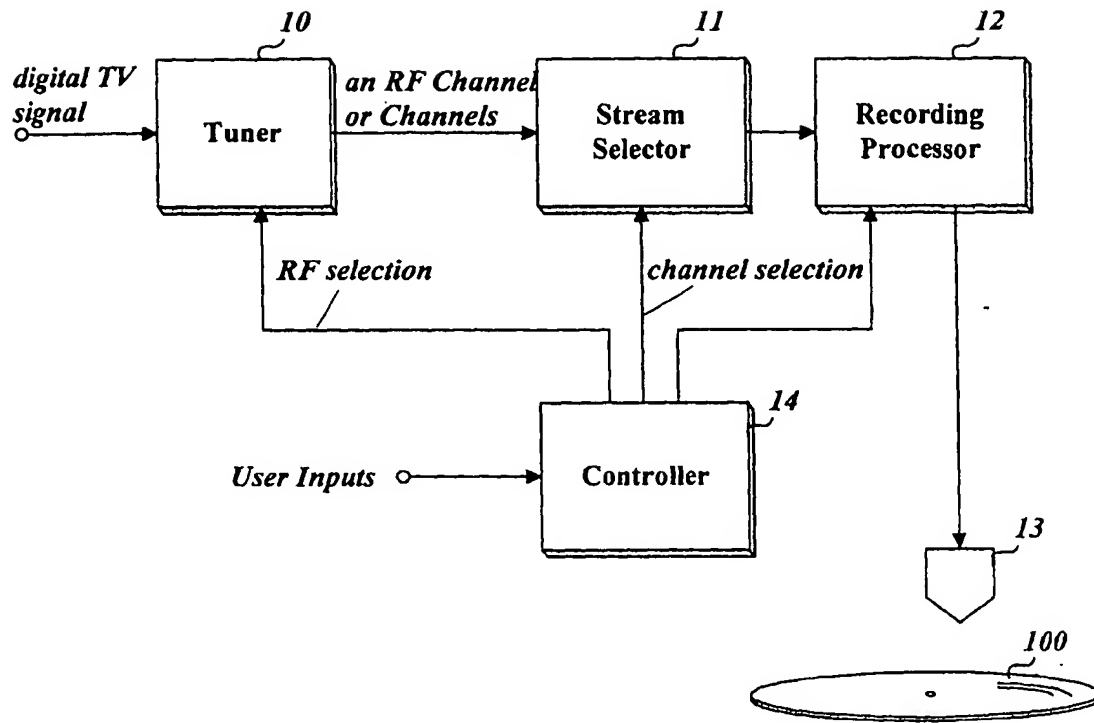 10
11
12
digital TV
signal
Tuner
an RF Channel
or Channels
Stream
Selector
Recording
Processor
RF selection
channel selection
14
User Inputs
Controller
13
100